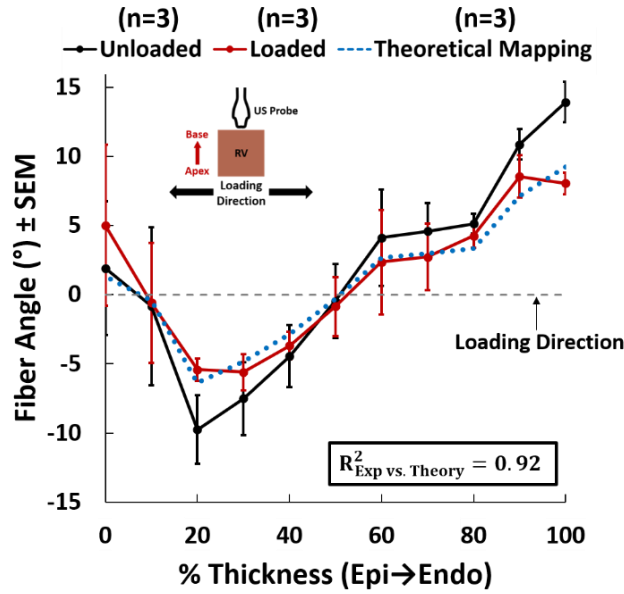 (n=3) (n=3) (n=3)
Unloaded Loaded Theoretical Mapping
15
10
5
0
-5
-10
-15
Fiber Angle (°) ± SEM
US Probe
Base
RV
Apex
Loading
Direction
Loading Direction
R²Exp vs. Theory = 0.92
0 20 40 60 80 100
% Thickness (Epi→Endo)